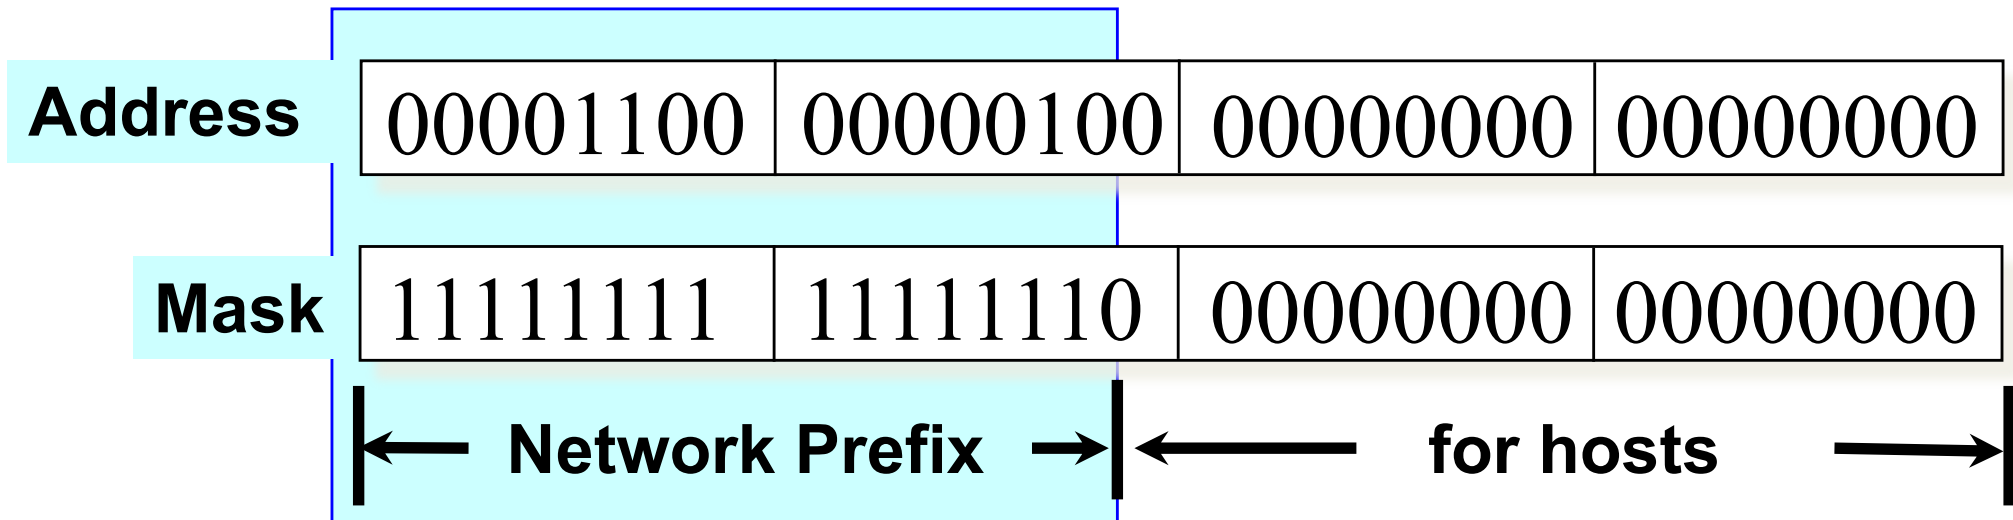 Address 00001100 00000100 00000000 00000000
Mask 11111111 11111110 00000000 00000000
Network Prefix for hosts